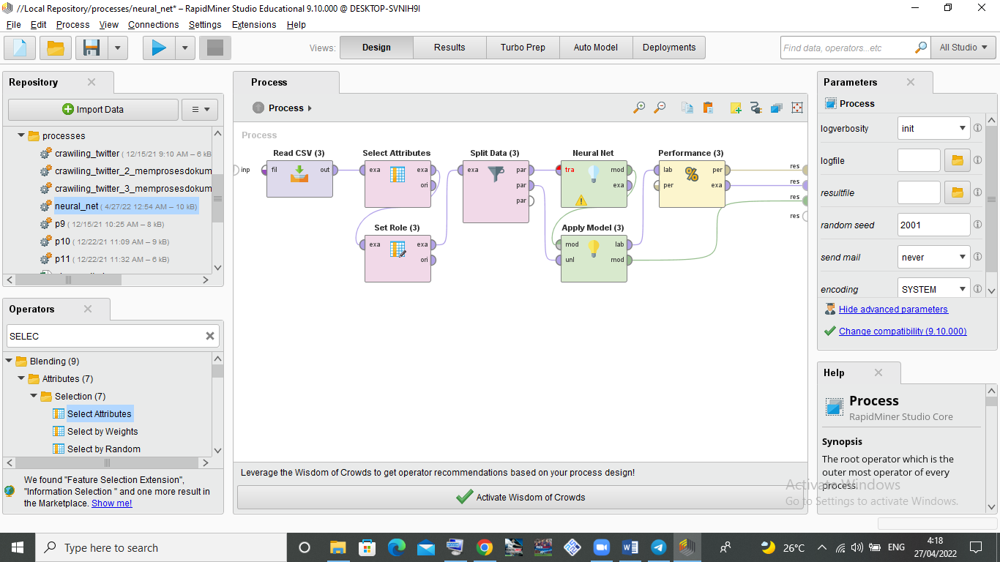 //Local Repository/processes/neural_net* – RapidMiner Studio Educational 9.10.000 @ DESKTOP-SVNIH9I
File Edit Process View Connections Settings Extensions Help
Views: Design Results Turbo Prep Auto Model Deployments
Find data, operators...etc All Studio
Repository
Import Data
processes
crawiling_twitter ( 12/15/21 9:10 AM – 6 kB
crawiling_twitter_2_memprosesdokum
crawiling_twitter_3_memprosesdokum
neural_net ( 4/27/22 12:54 AM – 10 kB)
p9 ( 12/15/21 10:25 AM – 8 kB)
p10 ( 12/22/21 11:09 AM – 9 kB)
p11 ( 12/22/21 11:32 AM – 6 kB)
Operators
SELEC
Blending (9)
Attributes (7)
Selection (7)
Select Attributes
Select by Weights
Select by Random
We found "Feature Selection Extension",
"Information Selection " and one more result in
the Marketplace. Show me!
Process
Process
Process
inp
Read CSV (3)
fil out
Select Attributes
exa exa
ori
Set Role (3)
exa exa
ori
Split Data (3)
exa par
par
par
Neural Net
tra mod
exa
Apply Model (3)
mod lab
unl mod
Performance (3)
lab per
per exa
res
res
res
res
Leverage the Wisdom of Crowds to get operator recommendations based on your process design!
Activate Wisdom of Crowds
Parameters
Process
logverbosity init
logfile
resultfile
random seed 2001
send mail never
encoding SYSTEM
Hide advanced parameters
Change compatibility (9.10.000)
Help
Process
RapidMiner Studio Core
Synopsis
The root operator which is the
outer most operator of every
process.
Activate Windows
Go to Settings to activate Windows.
Type here to search
26°C
ENG
4:18
27/04/2022